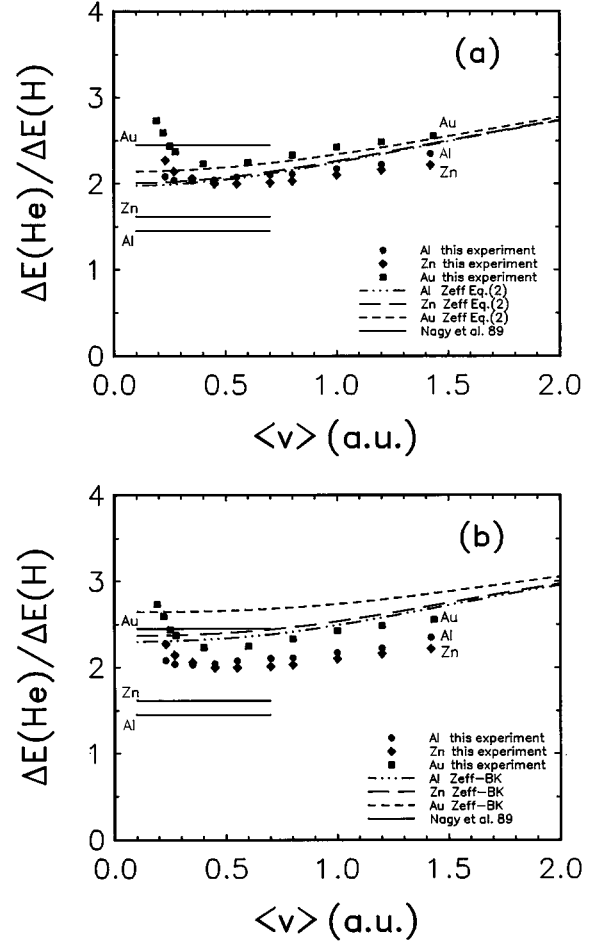 (a)
ΔE(He)/ΔE(H)
4
3
2
1
0
Au
Zn
Al
Au
Al
Zn
Al this experiment
Zn this experiment
Au this experiment
Al Zeff Eq.(2)
Zn Zeff Eq.(2)
Au Zeff Eq.(2)
Nagy et al. 89
0.0 0.5 1.0 1.5 2.0
<v> (a.u.)
(b)
ΔE(He)/ΔE(H)
4
3
2
1
0
Au
Zn
Al
Au
Al
Zn
Al this experiment
Zn this experiment
Au this experiment
Al Zeff-BK
Zn Zeff-BK
Au Zeff-BK
Nagy et al. 89
0.0 0.5 1.0 1.5 2.0
<v> (a.u.)